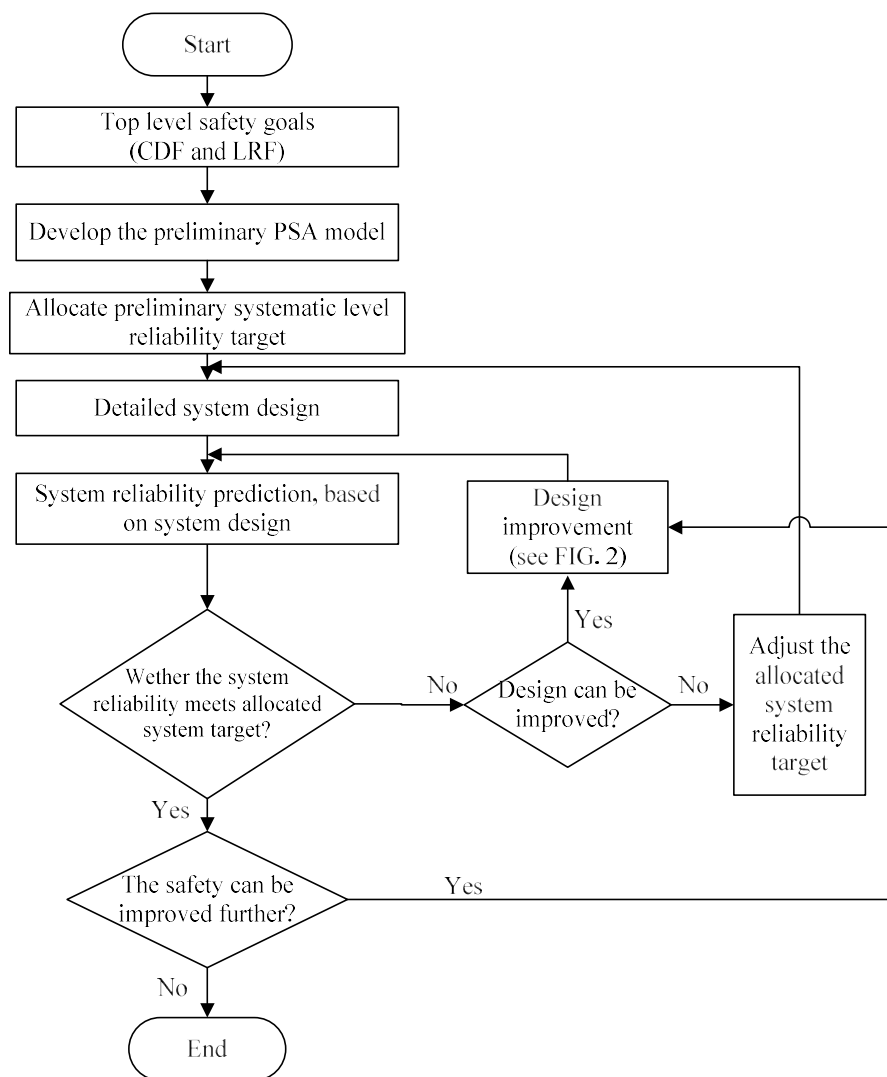 Start
Top level safety goals
(CDF and LRF)
Develop the preliminary PSA model
Allocate preliminary systematic level
reliability target
Detailed system design
System reliability prediction, based
on system design
Design
improvement
(see FIG. 2)
Yes
Wether the system
reliability meets allocated
system target?
No
Design can be
improved?
No
Adjust the
allocated
system
reliability
target
Yes
The safety can be
improved further?
Yes
No
End